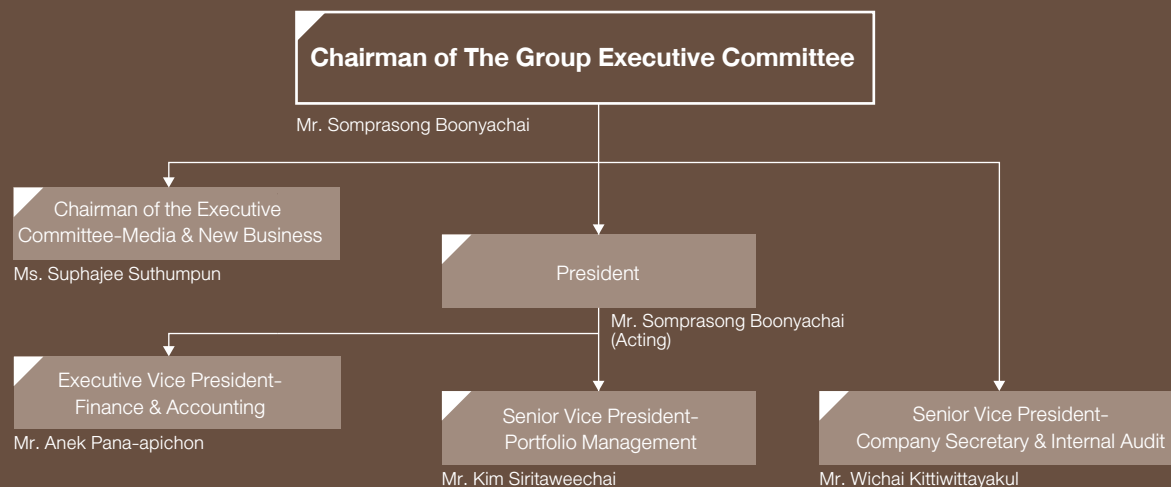 Chairman of The Group Executive Committee
Mr. Somprasong Boonyachai
Chairman of the Executive
Committee-Media & New Business
Ms. Suphajee Suthumpun
President
Mr. Somprasong Boonyachai
(Acting)
Executive Vice President-
Finance & Accounting
Mr. Anek Pana-apichon
Senior Vice President-
Portfolio Management
Mr. Kim Siritaweechai
Senior Vice President-
Company Secretary & Internal Audit
Mr. Wichai Kittiwittayakul